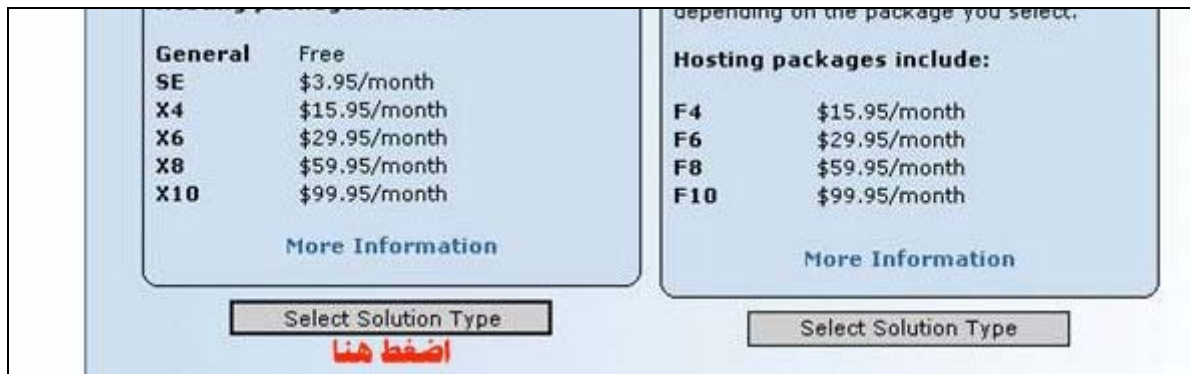 Hosting packages include:
General Free
SE $3.95/month
X4 $15.95/month
X6 $29.95/month
X8 $59.95/month
X10 $99.95/month
More Information
Select Solution Type
اضغط هنا
depending on the package you select.
Hosting packages include:
F4 $15.95/month
F6 $29.95/month
F8 $59.95/month
F10 $99.95/month
More Information
Select Solution Type